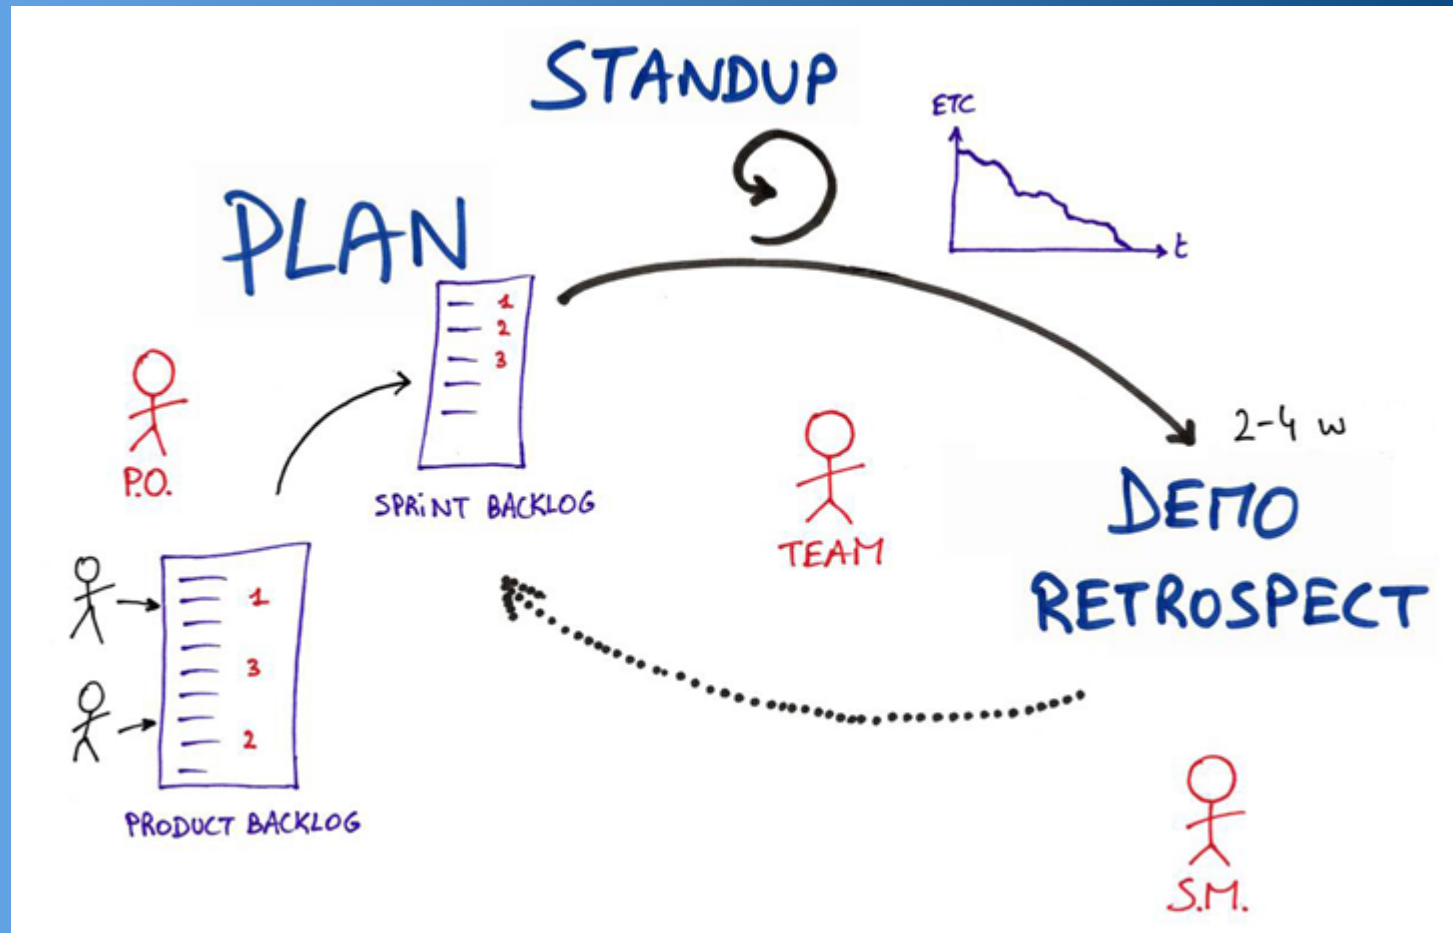 STANDUP
ETC
t
PLAN
1
2
3
P.O.
SPRINT BACKLOG
2-4 w
TEAM
DEMO
RETROSPECT
1
3
2
PRODUCT BACKLOG
S.M.